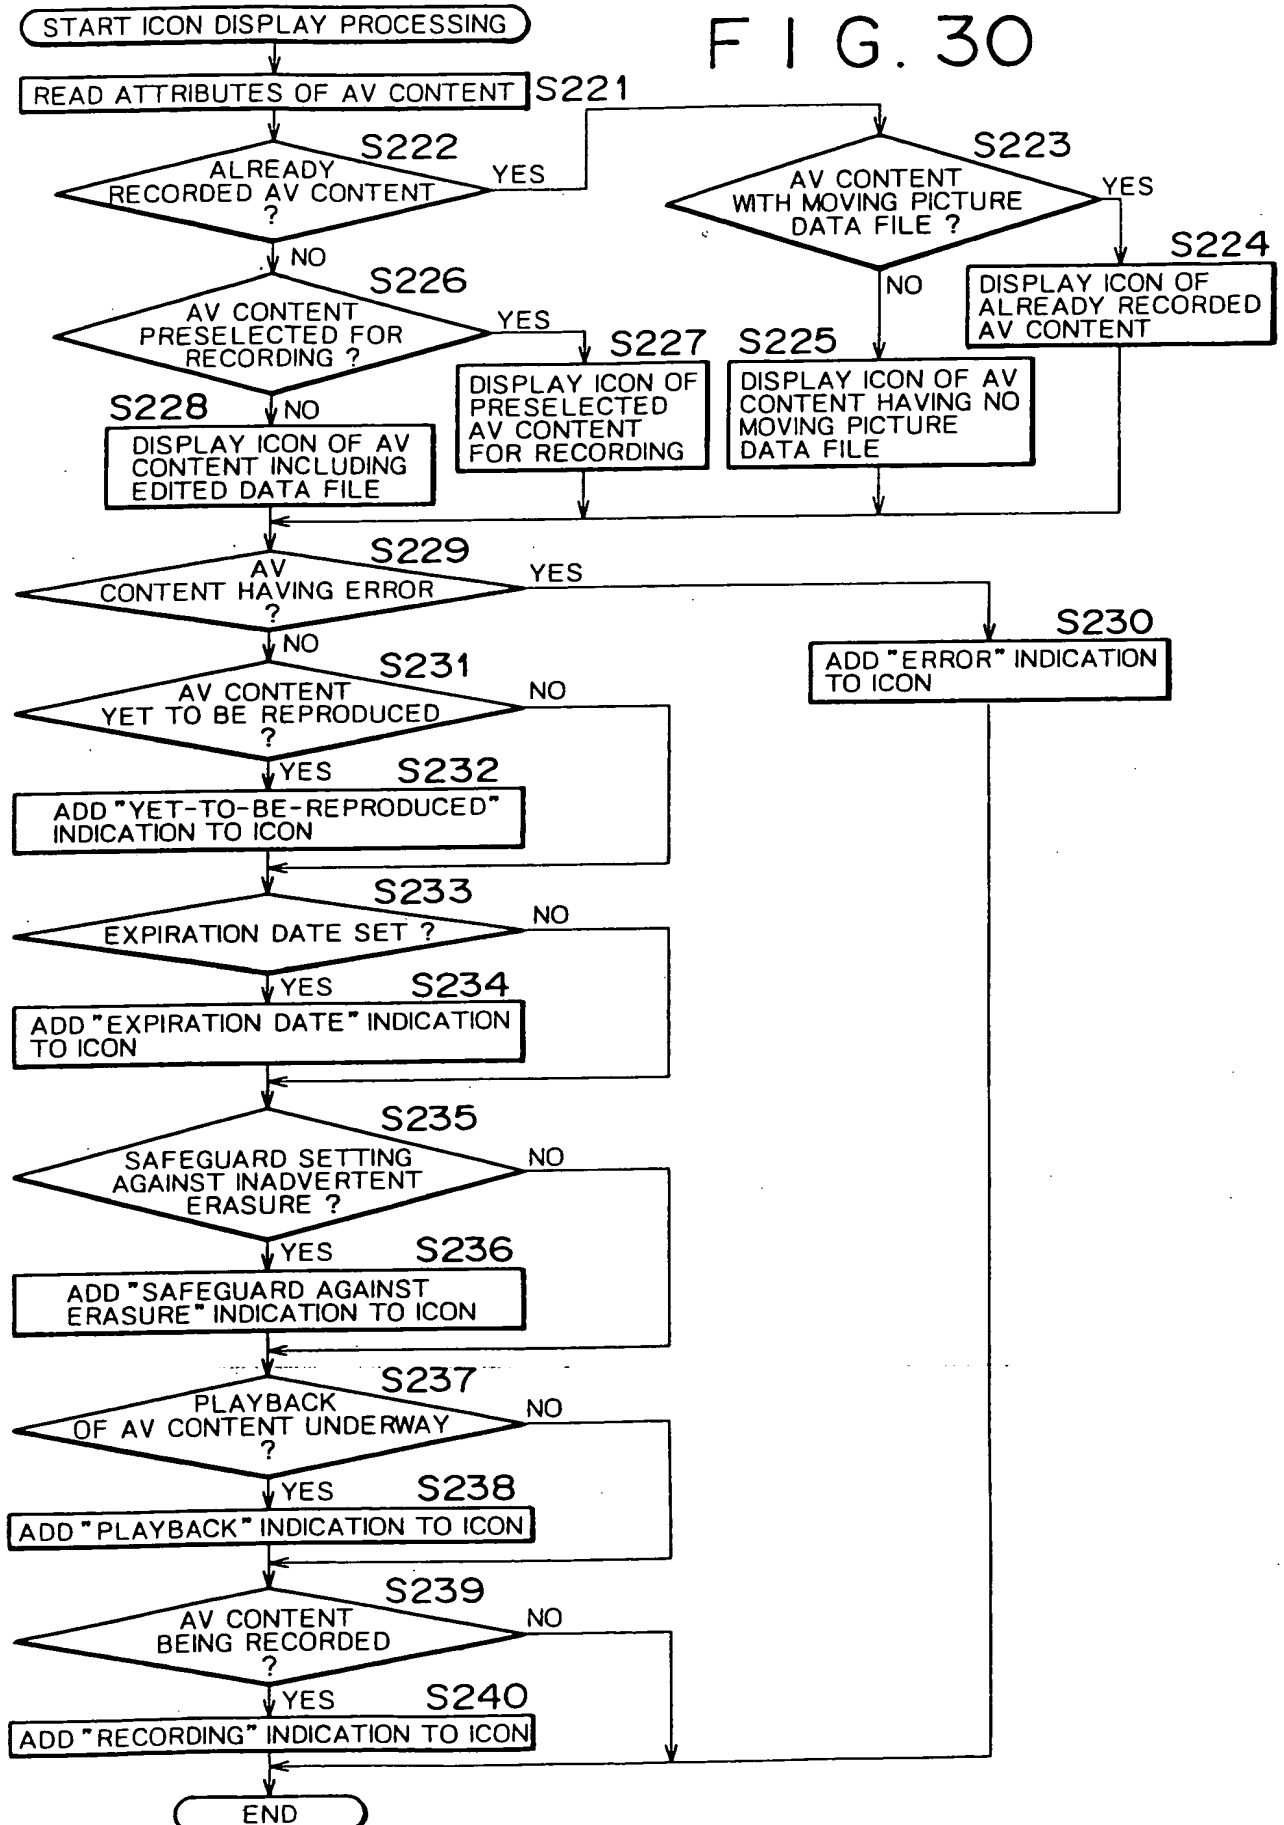 START ICON DISPLAY PROCESSING
FIG. 30
READ ATTRIBUTES OF AV CONTENT
S221
S222
ALREADY
RECORDED AV CONTENT
?
YES
NO
S223
AV CONTENT
WITH MOVING PICTURE
DATA FILE ?
YES
NO
S224
DISPLAY ICON OF
ALREADY RECORDED
AV CONTENT
S226
AV CONTENT
PRESELECTED FOR
RECORDING ?
YES
NO
S227
DISPLAY ICON OF
PRESELECTED
AV CONTENT
FOR RECORDING
S225
DISPLAY ICON OF AV
CONTENT HAVING NO
MOVING PICTURE
DATA FILE
S228
DISPLAY ICON OF AV
CONTENT INCLUDING
EDITED DATA FILE
S229
AV
CONTENT HAVING ERROR
?
YES
NO
S230
ADD "ERROR" INDICATION
TO ICON
S231
AV CONTENT
YET TO BE REPRODUCED
?
NO
YES
S232
ADD "YET-TO-BE-REPRODUCED"
INDICATION TO ICON
S233
EXPIRATION DATE SET ?
NO
YES
S234
ADD "EXPIRATION DATE" INDICATION
TO ICON
S235
SAFEGUARD SETTING
AGAINST INADVERTENT
ERASURE ?
NO
YES
S236
ADD "SAFEGUARD AGAINST
ERASURE" INDICATION TO ICON
S237
PLAYBACK
OF AV CONTENT UNDERWAY
?
NO
YES
S238
ADD "PLAYBACK" INDICATION TO ICON
S239
AV CONTENT
BEING RECORDED
?
NO
YES
S240
ADD "RECORDING" INDICATION TO ICON
END